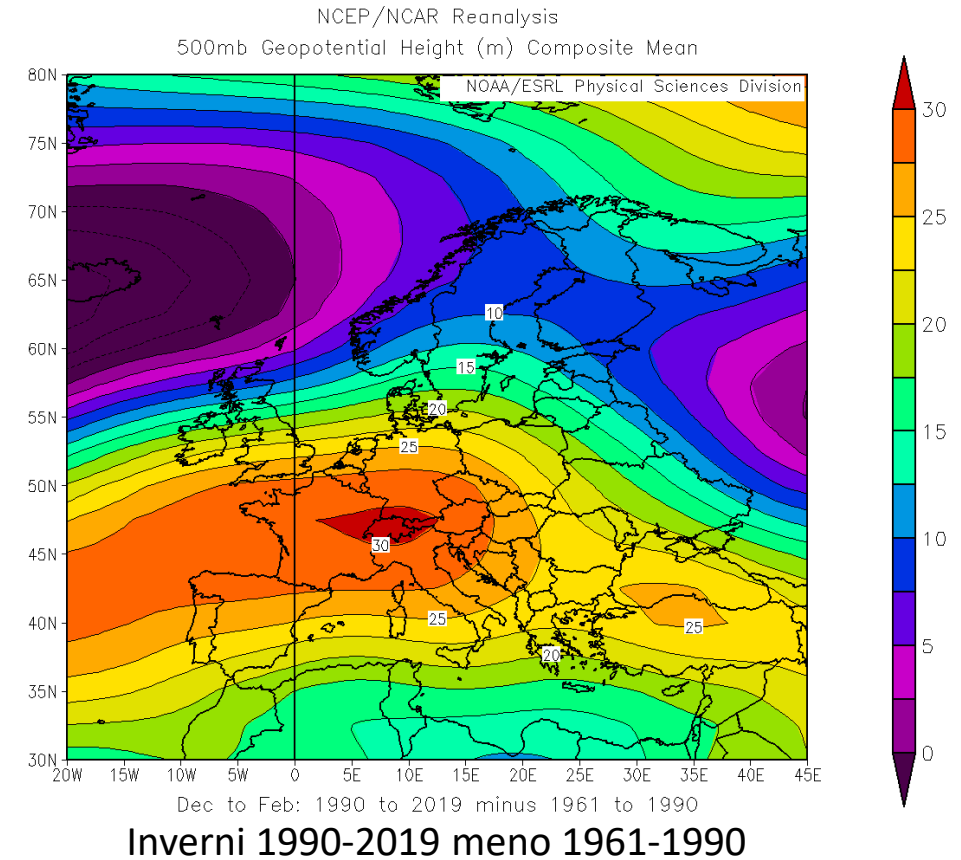 NCEP/NCAR Reanalysis
500mb Geopotential Height (m) Composite Mean
NOAA/ESRL Physical Sciences Division
80N
75N
70N
65N
60N
55N
50N
45N
40N
35N
30N
10
15
20
25
30
25
25
20
20W 15W 10W 5W 0 5E 10E 15E 20E 25E 30E 35E 40E 45E
30
25
20
15
10
5
0
Dec to Feb: 1990 to 2019 minus 1961 to 1990
Inverni 1990-2019 meno 1961-1990